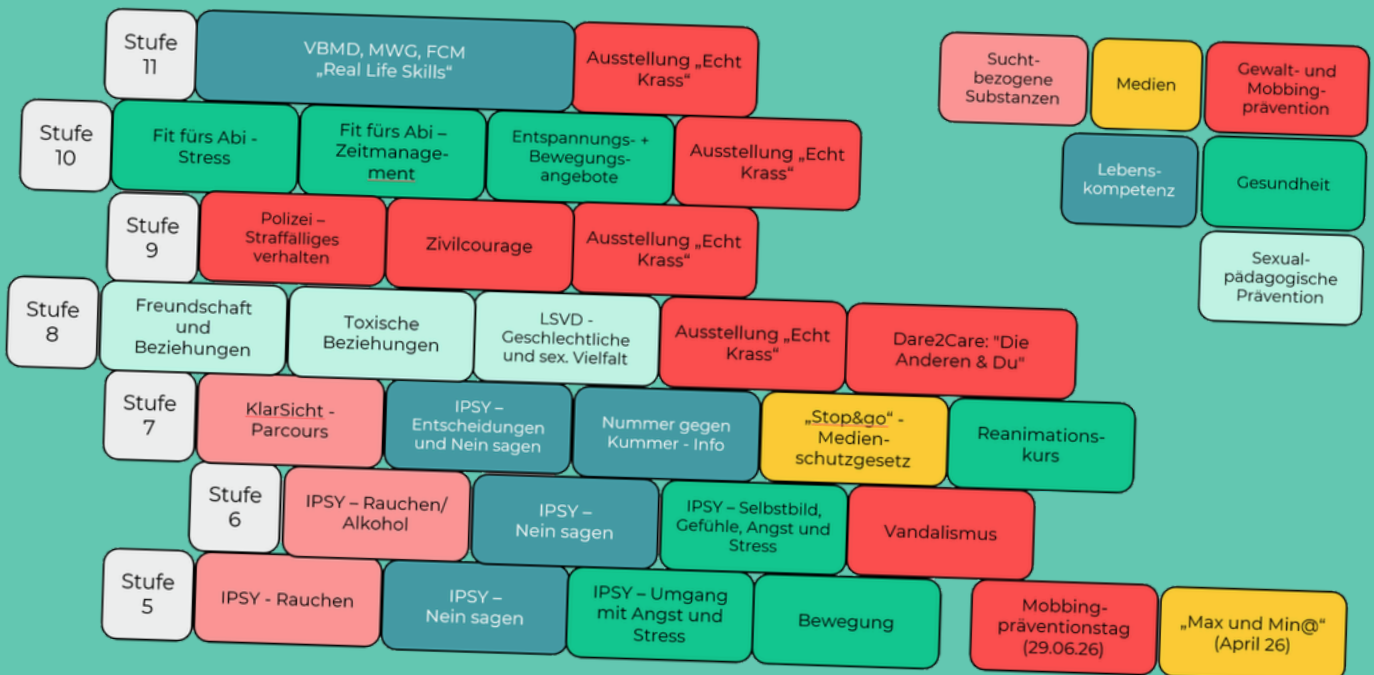 Stufe
11
VBMD, MWG, FCM
„Real Life Skills“
Ausstellung „Echt
Krass“
Sucht-
bezogene
Substanzen
Medien
Gewalt- und
Mobbing-
prävention
Stufe
10
Fit fürs Abi -
Stress
Fit fürs Abi –
Zeitmanage-
ment
Entspannungs- +
Bewegungs-
angebote
Ausstellung „Echt
Krass“
Lebens-
kompetenz
Gesundheit
Stufe
9
Polizei –
Straffälliges
verhalten
Zivilcourage
Ausstellung „Echt
Krass“
Sexual-
pädagogische
Prävention
Stufe
8
Freundschaft
und
Beziehungen
Toxische
Beziehungen
LSVD -
Geschlechtliche
und sex. Vielfalt
Ausstellung „Echt
Krass“
Dare2Care: "Die
Anderen & Du"
Stufe
7
KlarSicht -
Parcours
IPSY –
Entscheidungen
und Nein sagen
Nummer gegen
Kummer - Info
„Stop&go“ -
Medien-
schutzgesetz
Reanimations-
kurs
Stufe
6
IPSY – Rauchen/
Alkohol
IPSY –
Nein sagen
IPSY – Selbstbild,
Gefühle, Angst und
Stress
Vandalismus
Stufe
5
IPSY - Rauchen
IPSY –
Nein sagen
IPSY – Umgang
mit Angst und
Stress
Bewegung
Mobbing-
präventionstag
(29.06.26)
„Max und Min@“
(April 26)